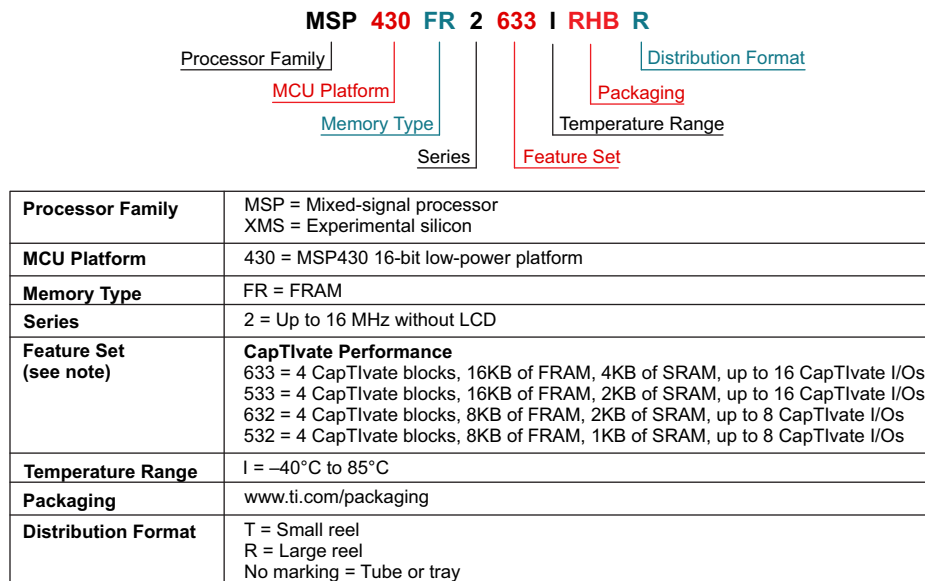 MSP 430 FR 2 633 I RHB R
Processor Family
Distribution Format
MCU Platform
Packaging
Memory Type
Temperature Range
Series
Feature Set
Processor Family
MSP = Mixed-signal processor
XMS = Experimental silicon
MCU Platform
430 = MSP430 16-bit low-power platform
Memory Type
FR = FRAM
Series
2 = Up to 16 MHz without LCD
Feature Set
(see note)
CapTIvate Performance
633 = 4 CapTIvate blocks, 16KB of FRAM, 4KB of SRAM, up to 16 CapTIvate I/Os
533 = 4 CapTIvate blocks, 16KB of FRAM, 2KB of SRAM, up to 16 CapTIvate I/Os
632 = 4 CapTIvate blocks, 8KB of FRAM, 2KB of SRAM, up to 8 CapTIvate I/Os
532 = 4 CapTIvate blocks, 8KB of FRAM, 1KB of SRAM, up to 8 CapTIvate I/Os
Temperature Range
I = –40°C to 85°C
Packaging
www.ti.com/packaging
Distribution Format
T = Small reel
R = Large reel
No marking = Tube or tray